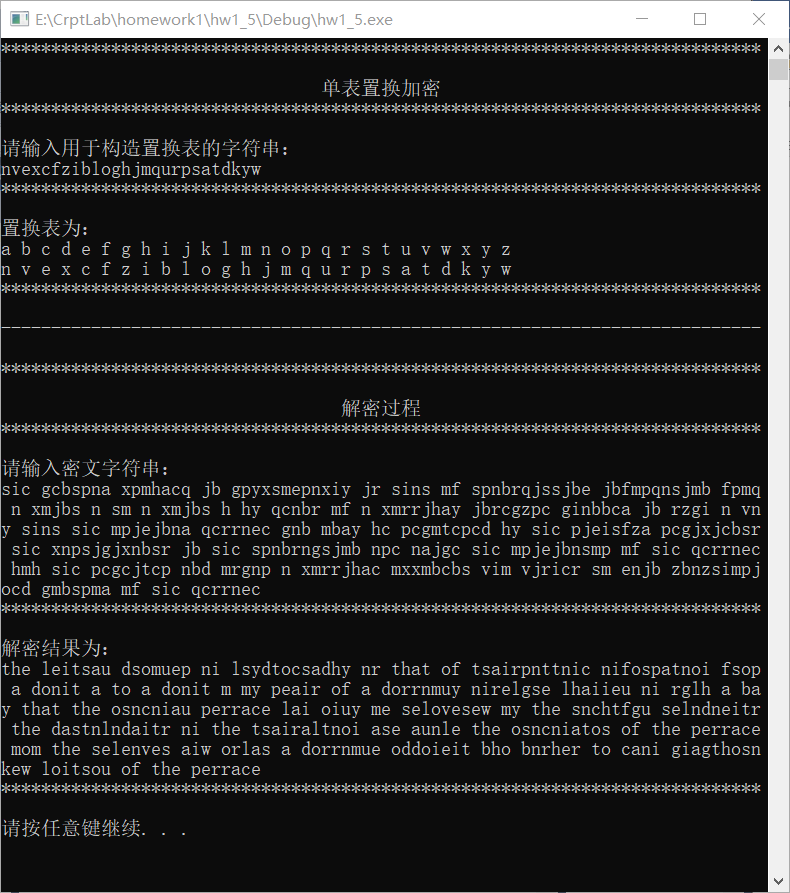 E:\CrptLab\homework1\hw1_5\Debug\hw1_5.exe
****************************************************************************
单表置换加密
****************************************************************************
请输入用于构造置换表的字符串:
nvexcfzibloghjmqurpsatdkyw
****************************************************************************
置换表为:
a b c d e f g h i j k l m n o p q r s t u v w x y z
n v e x c f z i b l o g h j m q u r p s a t d k y w
****************************************************************************
----------------------------------------------------------------------------
****************************************************************************
解密过程
****************************************************************************
请输入密文字符串:
sic gcbspna xpmhacq jb gpyxsmepnxiy jr sins mf spnbrqjssjbe jbfmpqnsjmb fpmq
n xmjbs n sm n xmjbs h hy qcnbr mf n xmrrjhay jbrcgzpc ginbbca jb rzgi n vn
y sins sic mpjejbna qcrrnec gnb mbay hc pcgmtcpcd hy sic pjeisfza pcgjxjcbsr
sic xnpsjgjxnbsr jb sic spnbrngsjmb npc najgc sic mpjejbnsmp mf sic qcrrnec
hmh sic pcgcjtcp nbd mrgnp n xmrrjhac mxxmbcbs vim vjricr sm enjb zbnzsimpj
ocd gmbspma mf sic qcrrnec
****************************************************************************
解密结果为:
the leitsau dsomuep ni lsydtocsadhy nr that of tsairpnttnic nifospatnoi fsop
a donit a to a donit m my peair of a dorrnmuy nirelgse lhaiieu ni rglh a ba
y that the osncniau perrace lai oiuy me selovesew my the snchtfgu selndneitr
the dastnlndaitr ni the tsairaltnoi ase aunle the osncniatos of the perrace
mom the selenves aiw orlas a dorrnmue oddoieit bho bnrher to cani giagthosn
kew loitsou of the perrace
****************************************************************************
请按任意键继续. . .